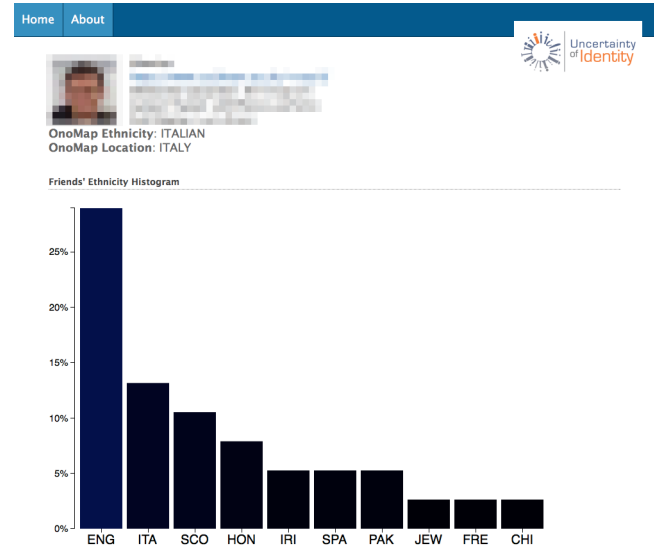 Home About
Uncertainty
of Identity
OnoMap Ethnicity: ITALIAN
OnoMap Location: ITALY
Friends' Ethnicity Histogram
25%
20%
15%
10%
5%
0%
ENG ITA SCO HON IRI SPA PAK JEW FRE CHI